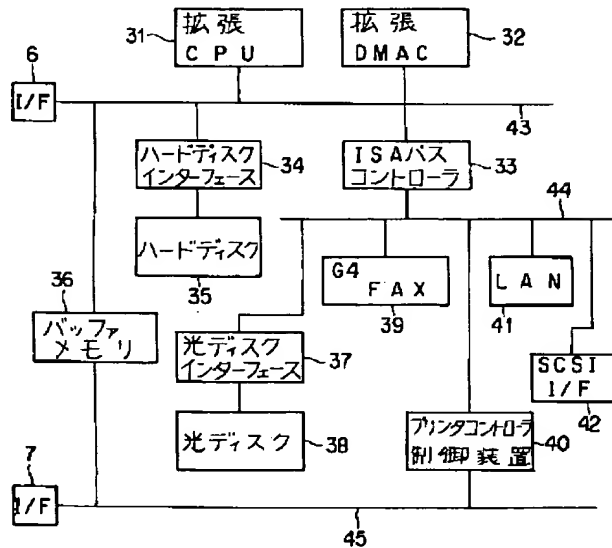 31
拡張
CPU
拡張
DMAC
32
6
I/F
43
ハードディスク
インターフェース
34
ISAバス
コントローラ
33
44
ハードディスク
35
G4
FAX
39
LAN
41
36
バッファ
メモリ
光ディスク
インターフェース
37
SCSI
I/F
42
光ディスク
38
プリンタコントローラ
制御装置
40
7
I/F
45